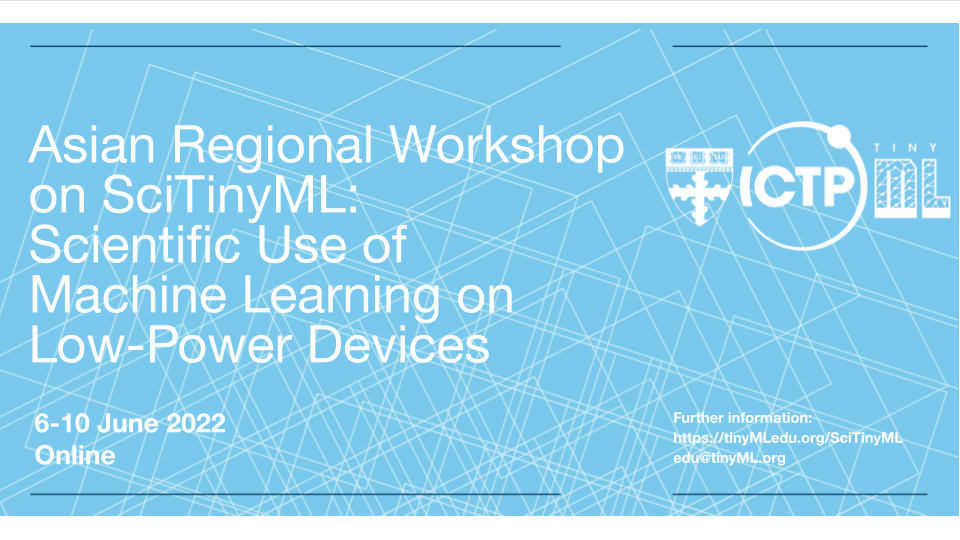 Asian Regional Workshop
on SciTinyML:
Scientific Use of
Machine Learning on
Low-Power Devices
6-10 June 2022
Online
ICTP
TINY
ML
Further information:
https://tinyMLedu.org/SciTinyML
edu@tinyML.org